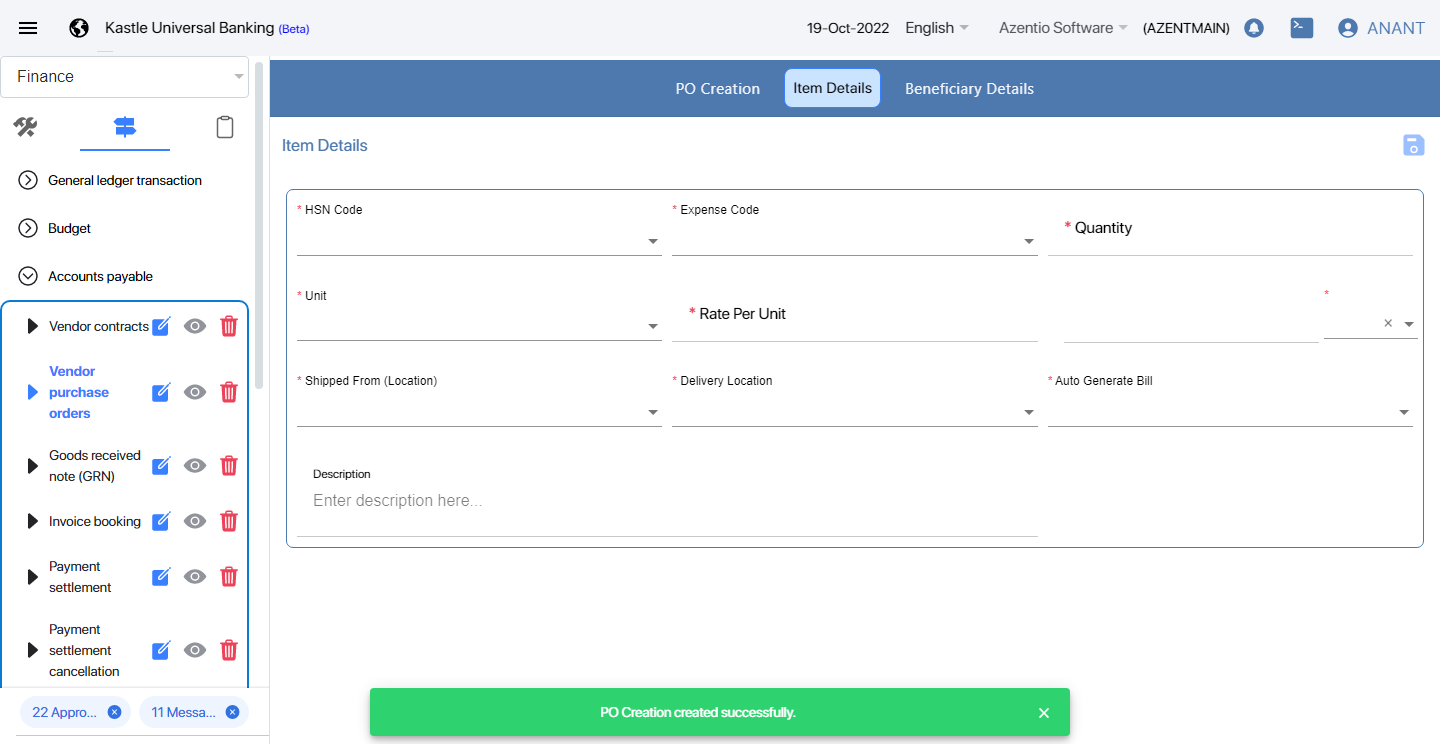 Kastle Universal Banking (Beta)
19-Oct-2022
English
Azentio Software
(AZENTMAIN)
ANANT
Finance
General ledger transaction
Budget
Accounts payable
Vendor contracts
Vendor
purchase
orders
Goods received
note (GRN)
Invoice booking
Payment
settlement
Payment
settlement
cancellation
22 Appro...
11 Messa...
PO Creation
Item Details
Beneficiary Details
Item Details
* HSN Code
* Expense Code
* Quantity
* Unit
* Rate Per Unit
*
* Shipped From (Location)
* Delivery Location
* Auto Generate Bill
Description
Enter description here...
PO Creation created successfully.